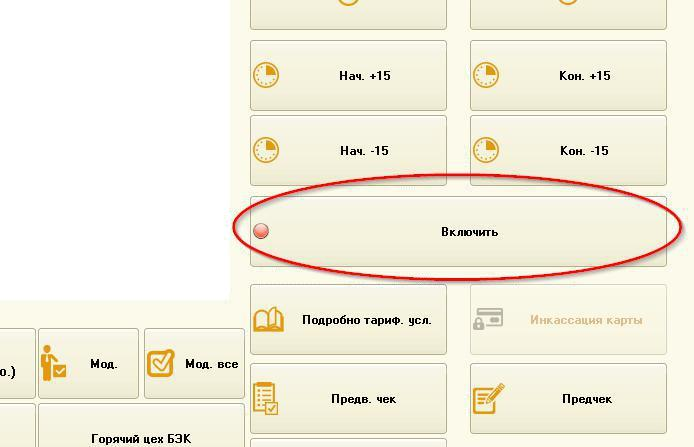 Нач. +15
Кон. +15
Нач. -15
Кон. -15
Включить
Подробно тариф. усл.
Инкассация карты
о.)
Мод.
Мод. все
Предв. чек
Предчек
Горячий цех БЭК